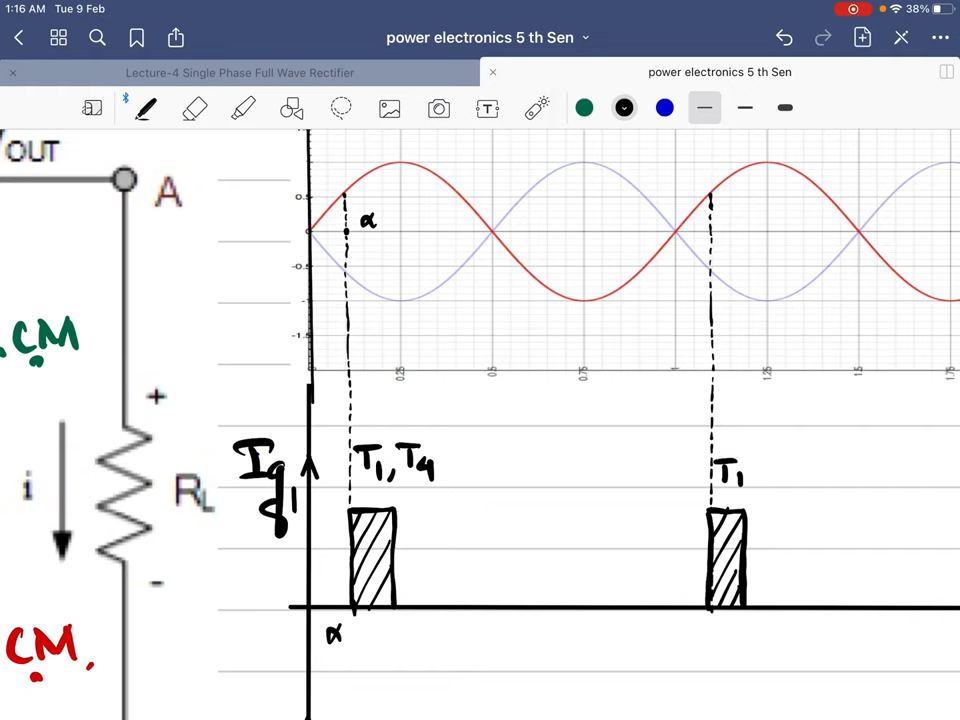 1:16 AM Tue 9 Feb 38%
power electronics 5 th Sen
Lecture-4 Single Phase Full Wave Rectifier
power electronics 5 th Sen
T
OUT
A
0.5
0
-0.5
-1
-1.5
0.25 0.5 0.75 1 1.25 1.5 1.75
α
CM
+
i
RL
-
Ig
g1
T1, T4
T1
α
CM,